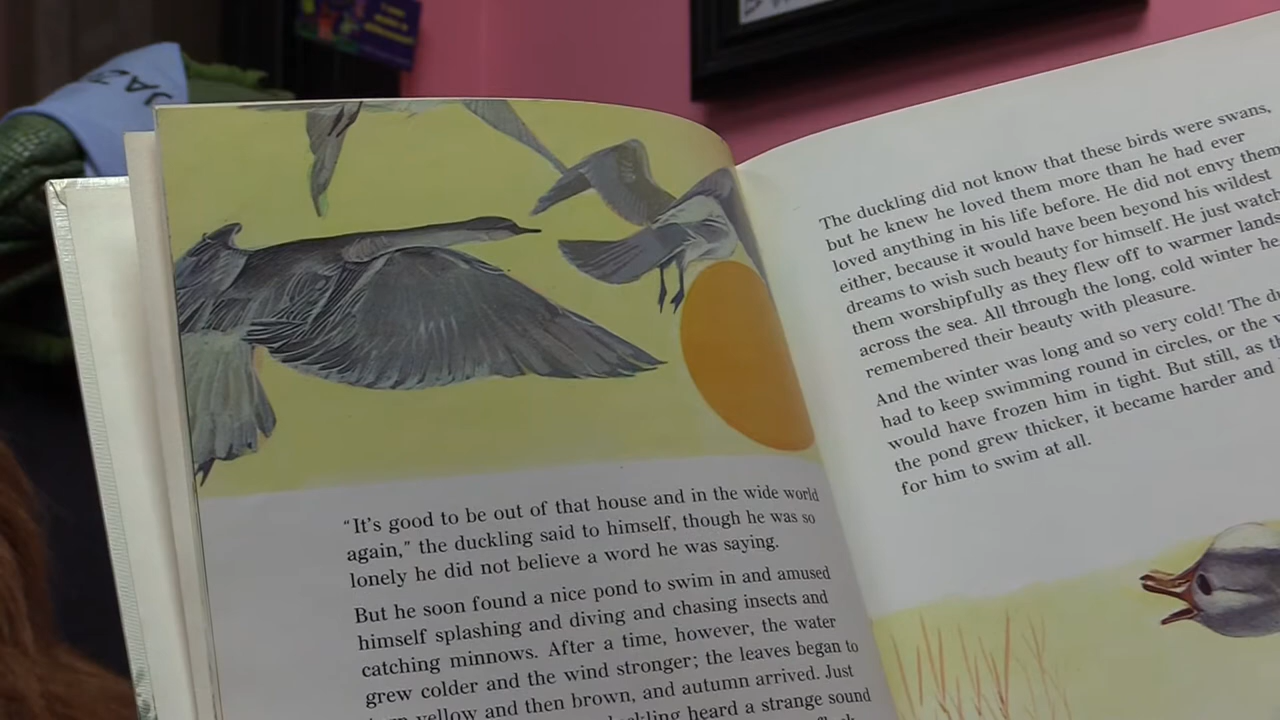 JA
"It's good to be out of that house and in the wide world
again," the duckling said to himself, though he was so
lonely he did not believe a word he was saying.
But he soon found a nice pond to swim in and amused
himself splashing and diving and chasing insects and
catching minnows. After a time, however, the water
grew colder and the wind stronger; the leaves began to
yellow and then brown, and autumn arrived. Just
heard a strange sound
The duckling did not know that these birds were swans,
but he knew he loved them more than he had ever
loved anything in his life before. He did not envy them
either, because it would have been beyond his wildest
dreams to wish such beauty for himself. He just watch
them worshipfully as they flew off to warmer lands
across the sea. All through the long, cold winter he
remembered their beauty with pleasure.
And the winter was long and so very cold! The d
had to keep swimming round in circles, or the w
would have frozen him in tight. But still, as th
the pond grew thicker, it became harder and
for him to swim at all.